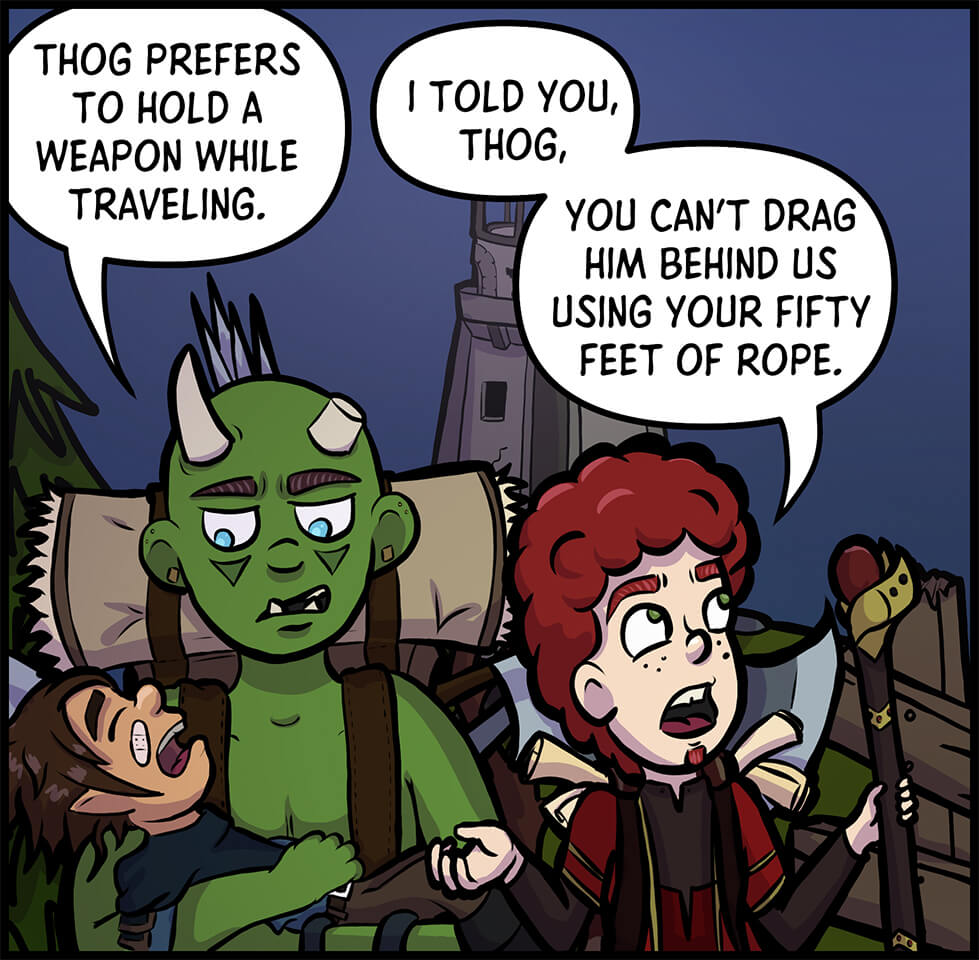 THOG PREFERS
TO HOLD A
WEAPON WHILE
TRAVELING.
I TOLD YOU,
THOG,
YOU CAN'T DRAG
HIM BEHIND US
USING YOUR FIFTY
FEET OF ROPE.